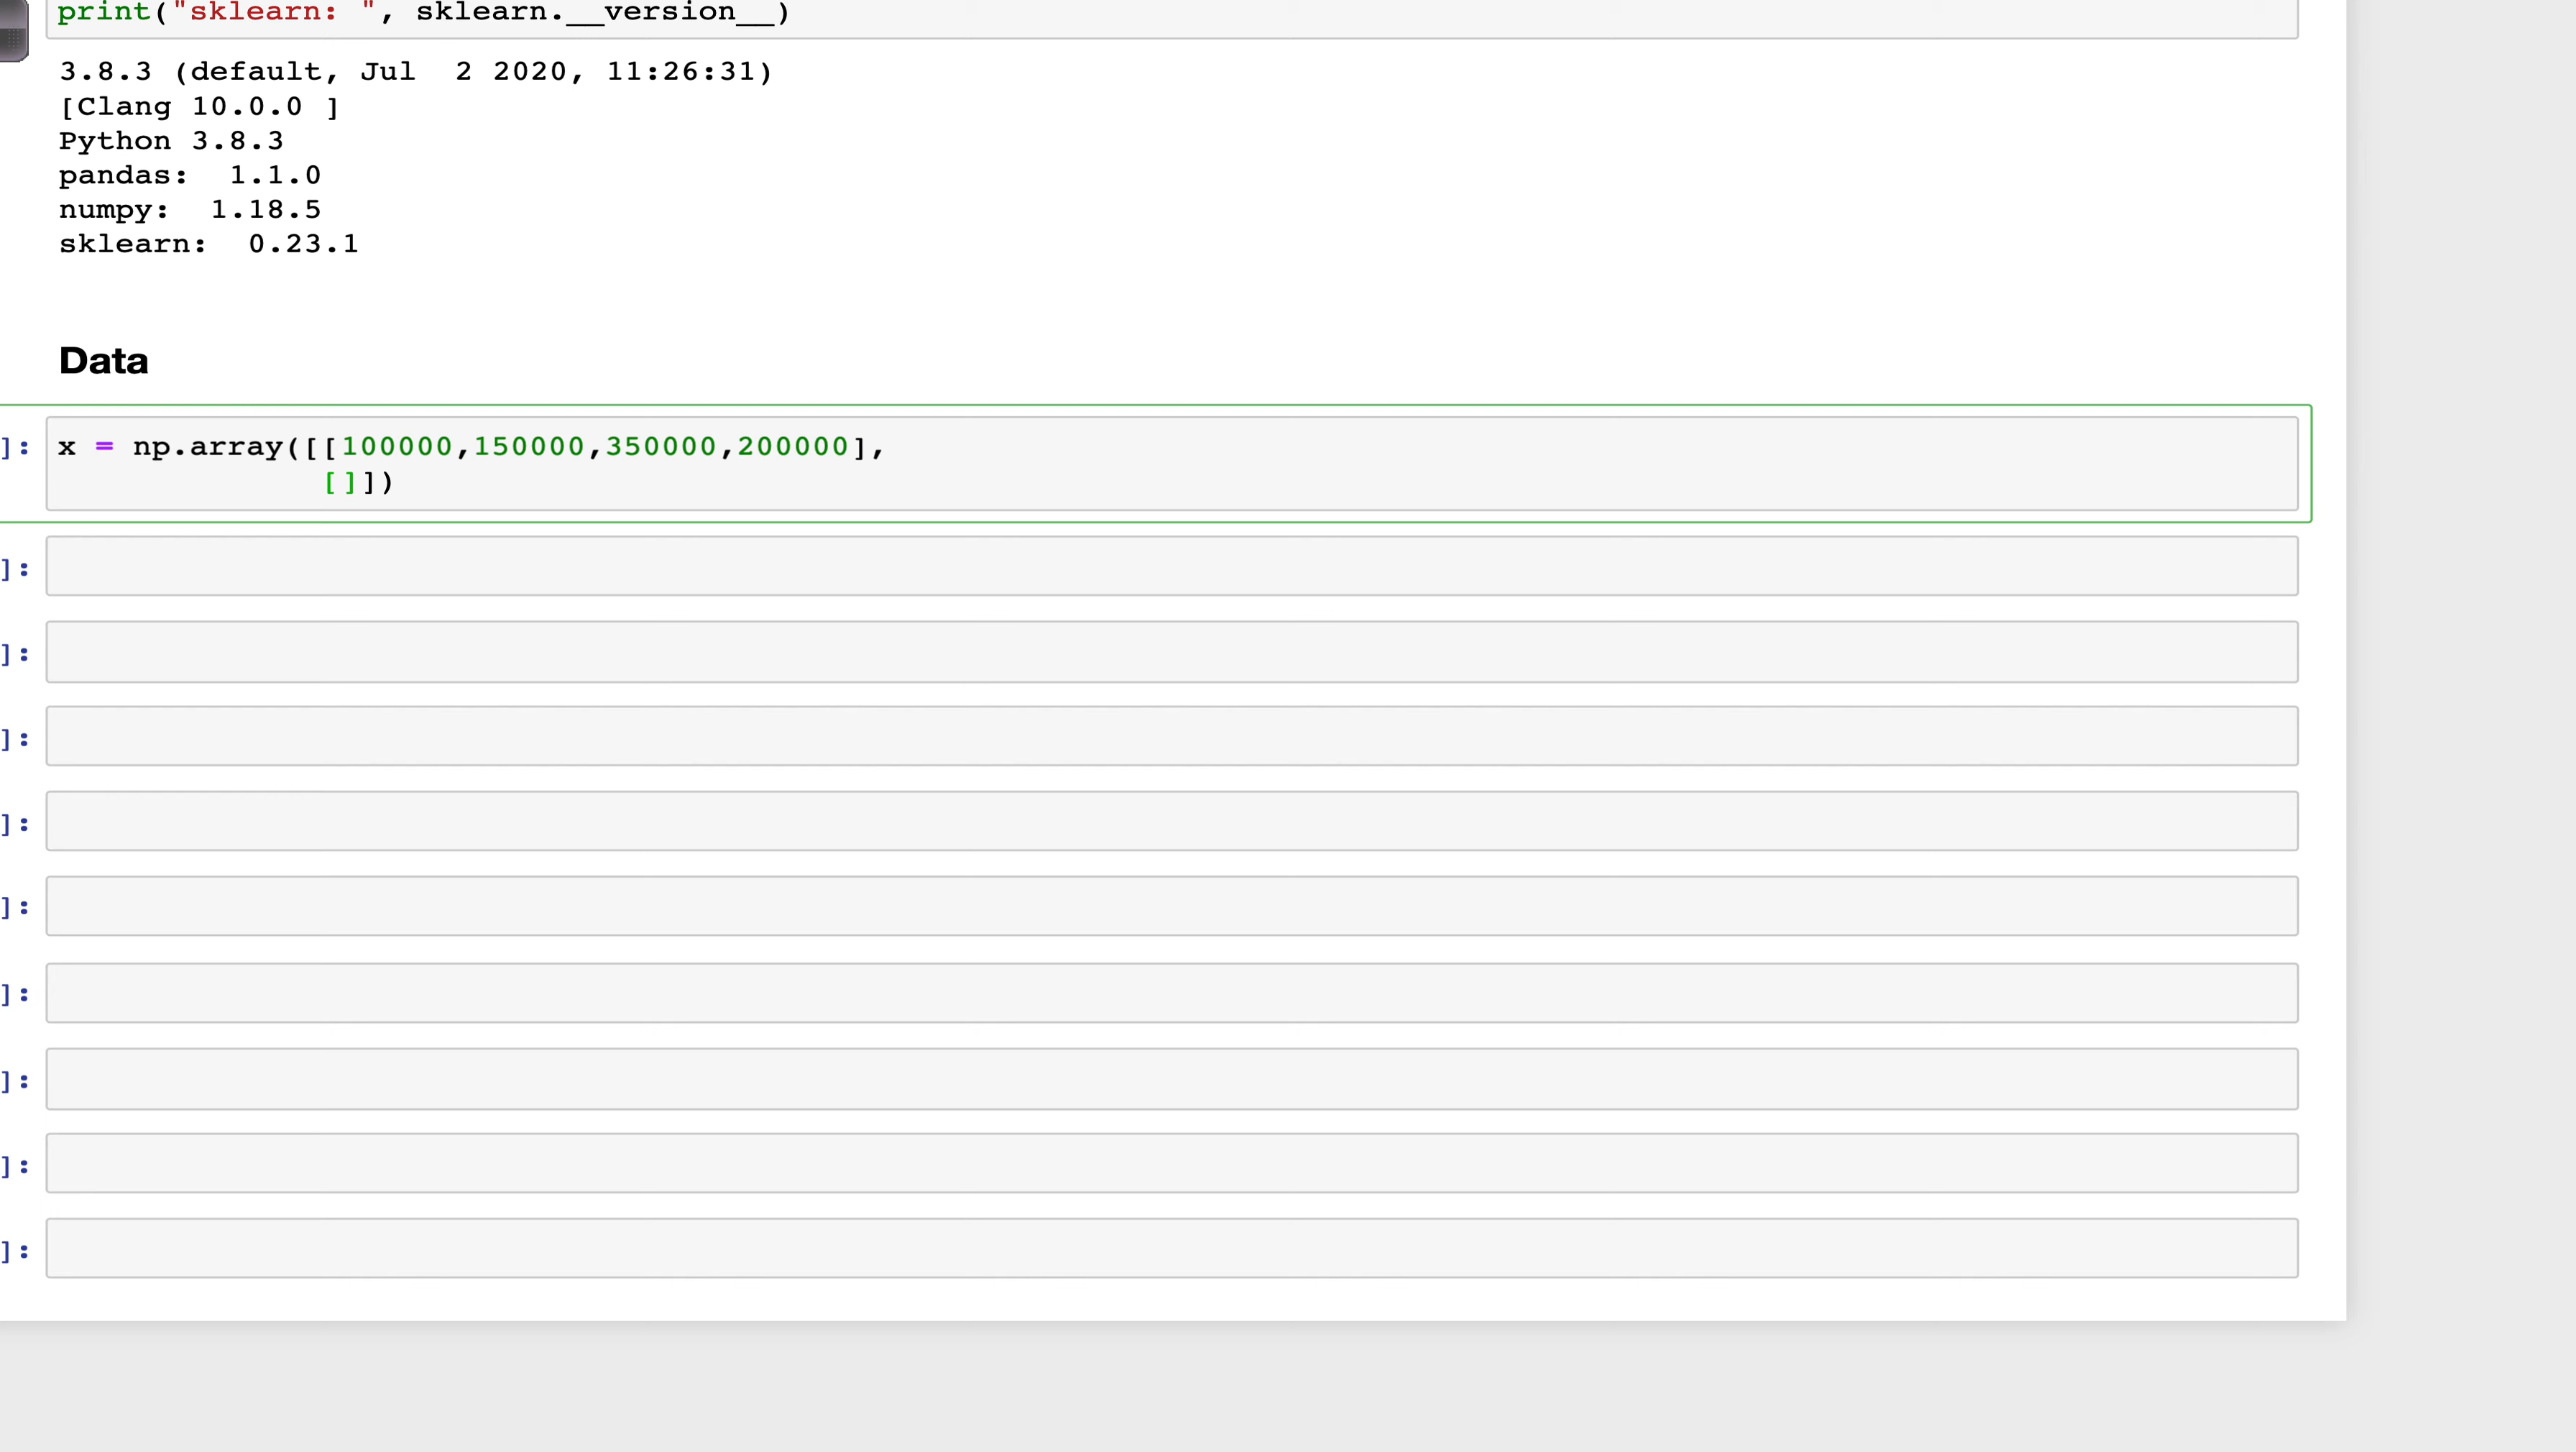 print("sklearn: ", sklearn.__version__)
3.8.3 (default, Jul  2 2020, 11:26:31)
[Clang 10.0.0 ]
Python 3.8.3
pandas:  1.1.0
numpy:  1.18.5
sklearn:  0.23.1
Data
]: x = np.array([[100000,150000,350000,200000],
              []])
]:
]:
]:
]:
]:
]:
]:
]:
]: